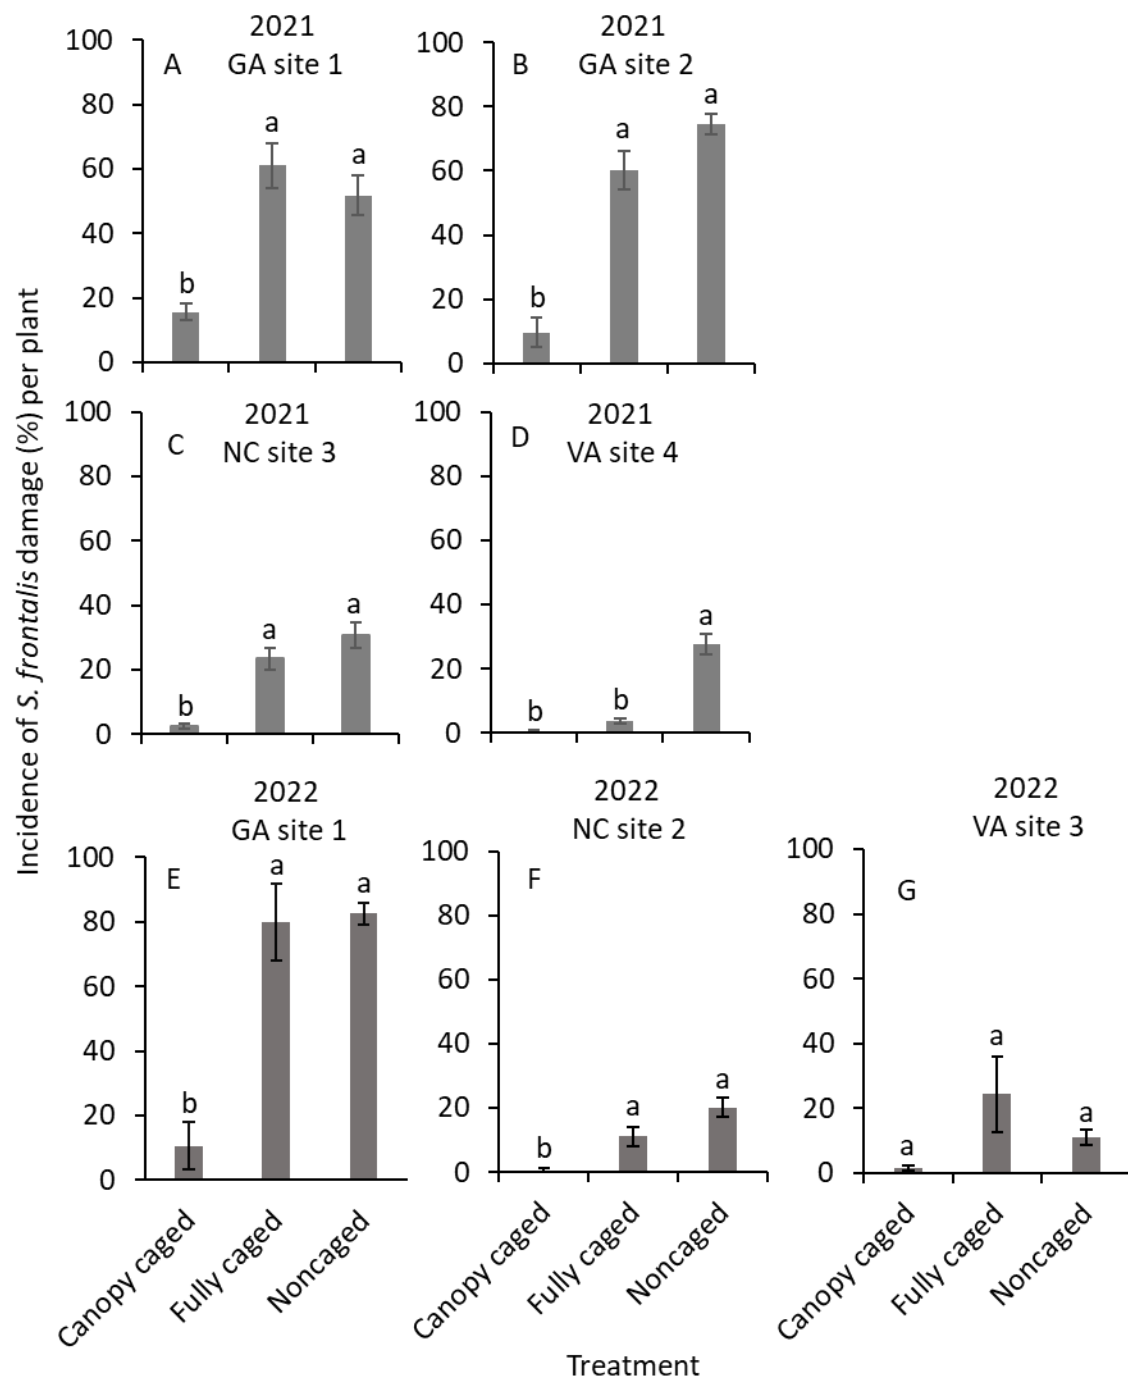 Incidence of S. frontalis damage (%) per plant
2021
GA site 1
A
100
80
60
40
20
0
b
a
a
2021
GA site 2
B
100
80
60
40
20
0
b
a
a
2021
NC site 3
C
100
80
60
40
20
0
b
a
a
2021
VA site 4
D
100
80
60
40
20
0
b
b
a
2022
GA site 1
E
100
80
60
40
20
0
b
a
a
Canopy caged
Fully caged
Noncaged
2022
NC site 2
F
100
80
60
40
20
0
b
a
a
Canopy caged
Fully caged
Noncaged
2022
VA site 3
G
100
80
60
40
20
0
a
a
a
Canopy caged
Fully caged
Noncaged
Treatment